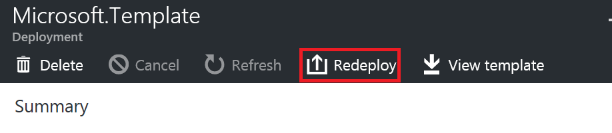 Microsoft.Template
Deployment
Delete Cancel Refresh Redeploy View template
Summary